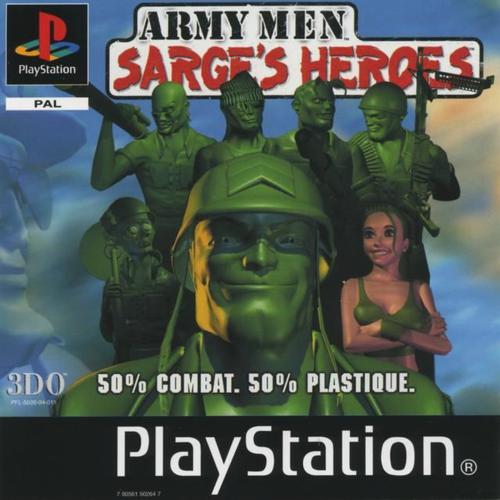 ARMY MEN
SARGE'S HEROES
PlayStation
PAL
3DO
50% COMBAT. 50% PLASTIQUE.
PlayStation®